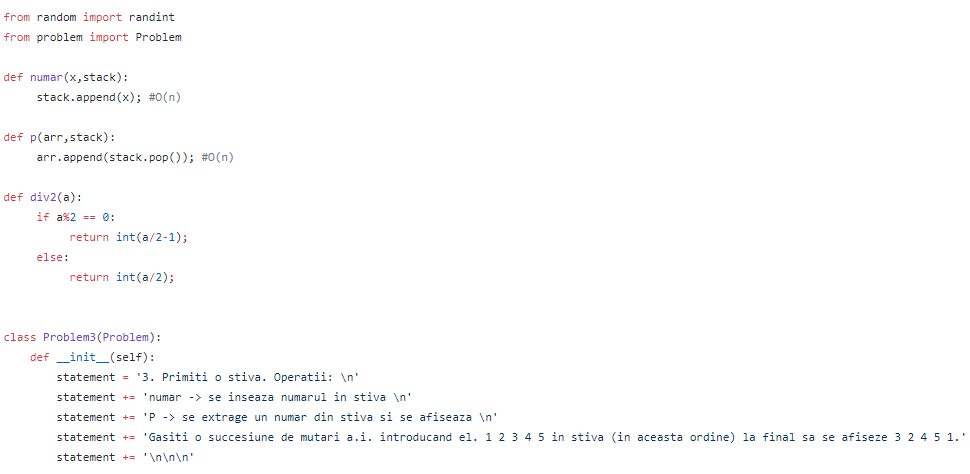 from random import randint
from problem import Problem
def numar(x,stack):
stack.append(x); #O(n)
def p(arr,stack):
arr.append(stack.pop()); #O(n)
def div2(a):
if a%2 == 0:
return int(a/2-1);
else:
return int(a/2);
class Problem3(Problem):
def __init__(self):
statement = '3. Primiti o stiva. Operatii: \n'
statement += 'numar -> se inseaza numarul in stiva \n'
statement += 'P -> se extrage un numar din stiva si se afiseaza \n'
statement += 'Gasiti o succesiune de mutari a.i. introducand el. 1 2 3 4 5 in stiva (in aceasta ordine) la final sa se afiseze 3 2 4 5 1.'
statement += '\n\n\n'